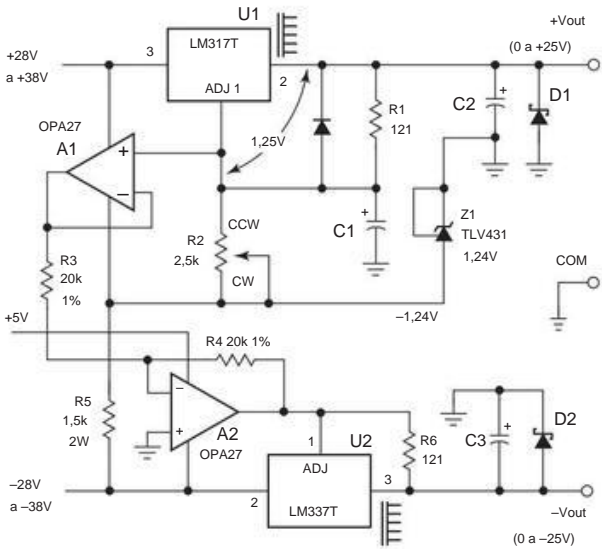 U1
+Vout
+28V
a +38V
3
LM317T
(0 a +25V)
2
ADJ 1
OPA27
A1
+
–
1,25V
R1
121
C2
+
D1
CCW
R2
2,5k
CW
+
C1
Z1
TLV431
1,24V
R3
20k
1%
COM
–1,24V
+5V
R4 20k 1%
R5
1,5k
2W
–
+
A2
OPA27
1
U2
ADJ
R6
121
C3
+
D2
–28V
a –38V
2
LM337T
3
–Vout
(0 a –25V)